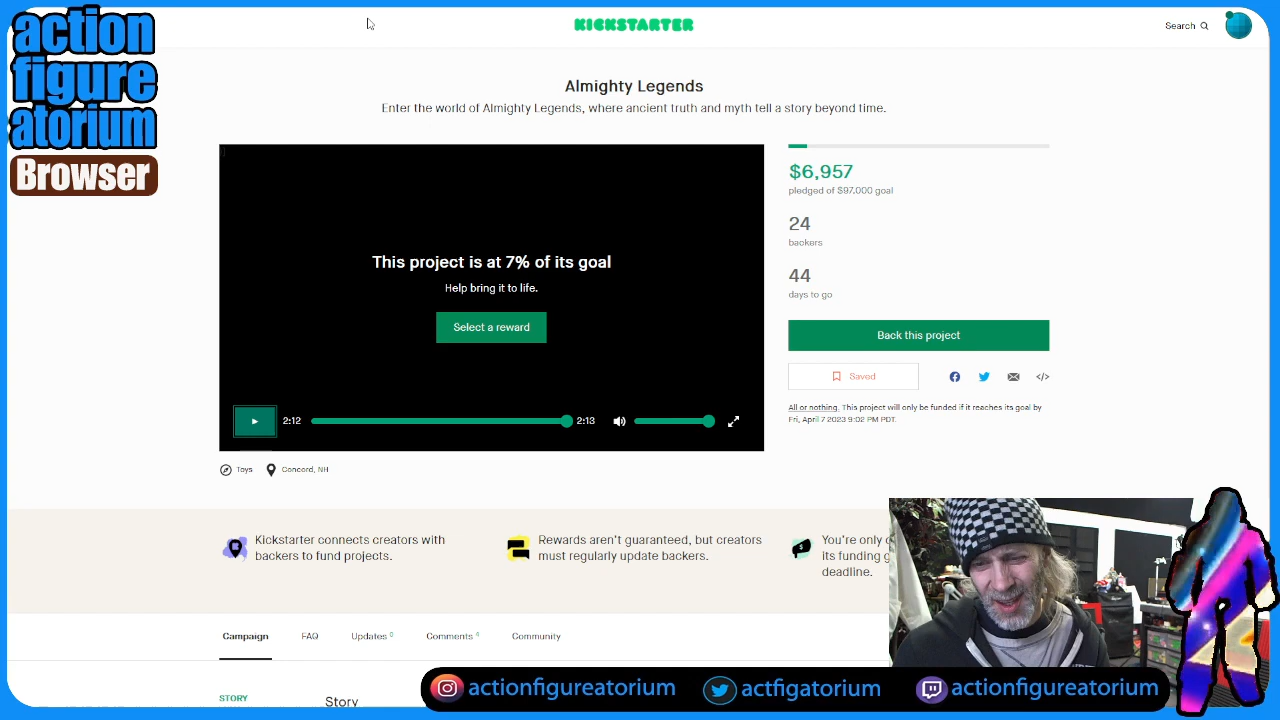 action
figure
atorium
Browser
KICKSTARTER
Search
Almighty Legends
Enter the world of Almighty Legends, where ancient truth and myth tell a story beyond time.
This project is at 7% of its goal
Help bring it to life.
Select a reward
2:12
2:13
$6,957
pledged of $97,000 goal
24
backers
44
days to go
Back this project
Saved
</>
All or nothing. This project will only be funded if it reaches its goal by
Fri, April 7 2023 9:02 PM PDT.
Toys
Concord, NH
Kickstarter connects creators with
backers to fund projects.
Rewards aren't guaranteed, but creators
must regularly update backers.
You're only
its funding
deadline.
Campaign
FAQ
Updates 0
Comments 4
Community
STORY
Story
actionfigureatorium
actfigatorium
actionfigureatorium